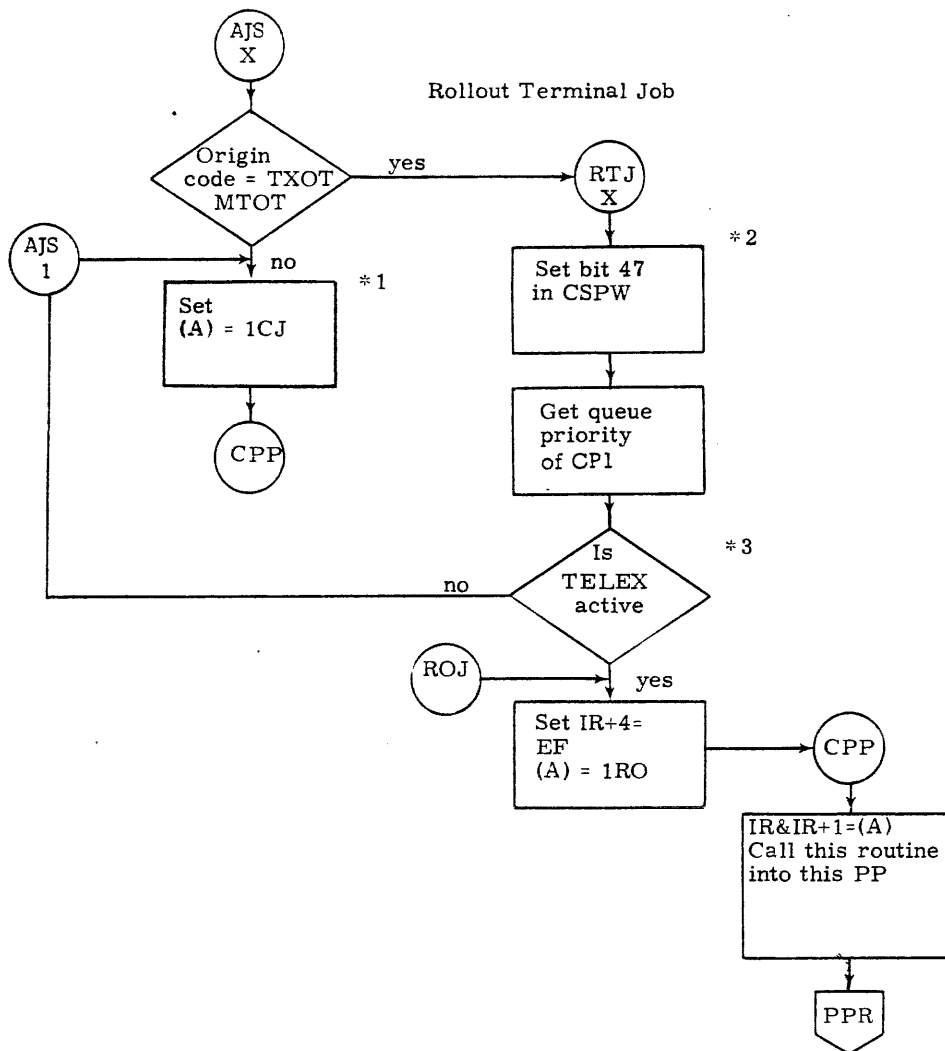 AJS
X
Rollout Terminal Job
Origin
code = TXOT
MTOT
yes
RTJ
X
AJS
1
no
*1
*2
Set
(A) = 1CJ
Set bit 47
in CSPW
CPP
Get queue
priority
of CP1
*3
Is
TELEX
active
no
ROJ
yes
Set IR+4=
EF
(A) = 1RO
CPP
IR&IR+1=(A)
Call this routine
into this PP
PPR